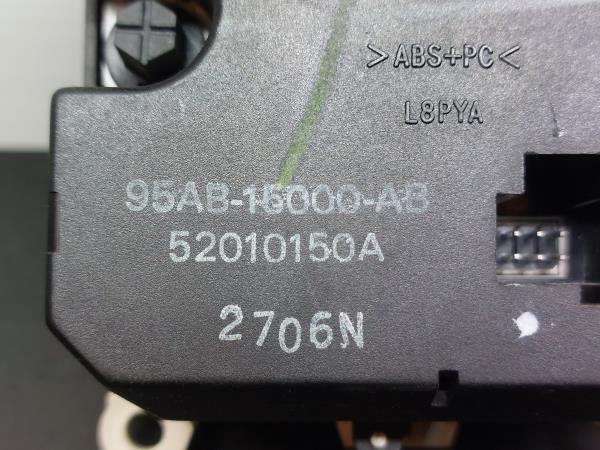 >ABS+PC<
L8PYA
95AB-15000-AB
52010150A
2706N